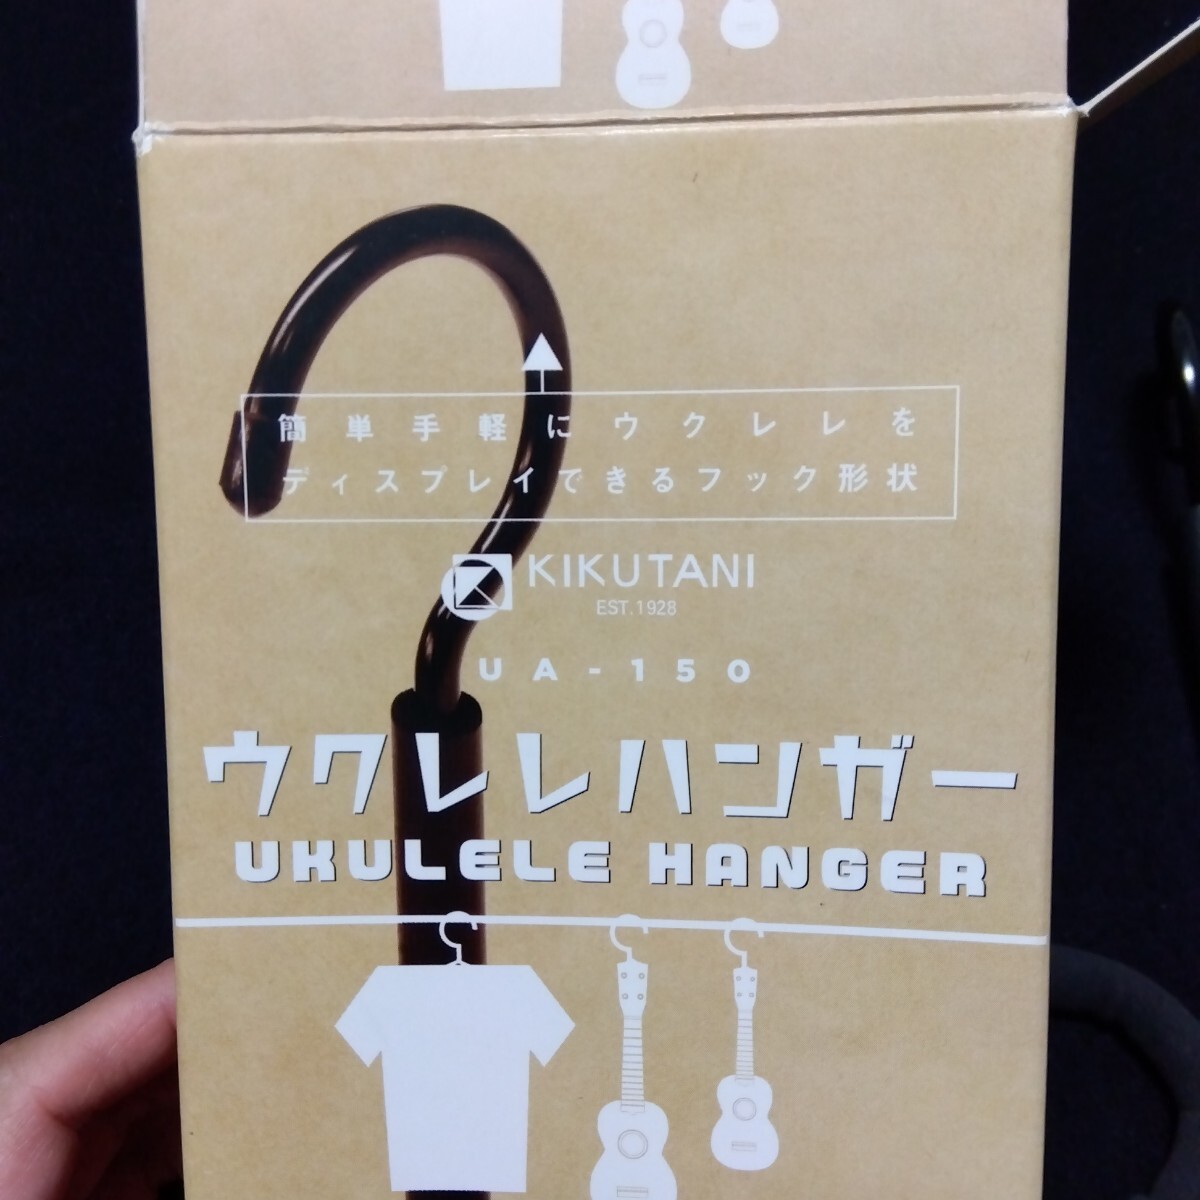 簡単手軽にウクレレを
ディスプレイできるフック形状
KIKUTANI
EST.1928
UA-150
ウクレレハンガー
UKULELE HANGER